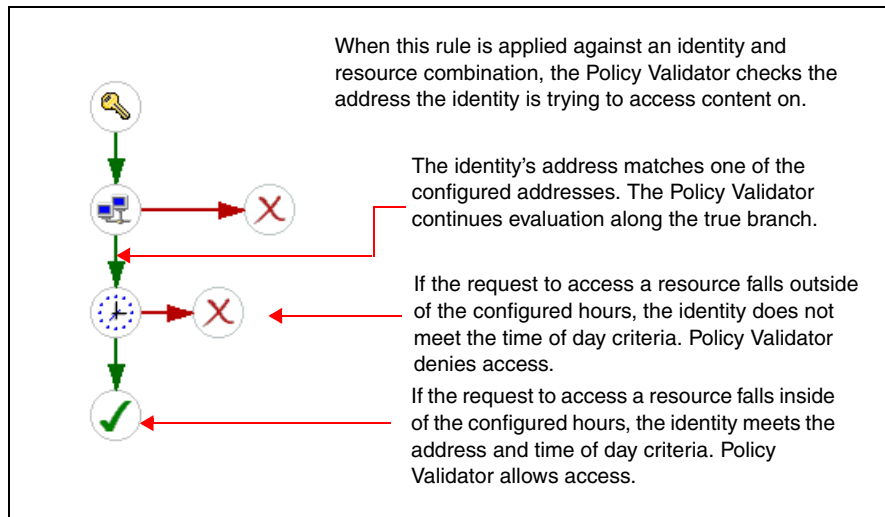 When this rule is applied against an identity and
resource combination, the Policy Validator checks the
address the identity is trying to access content on.
The identity's address matches one of the
configured addresses. The Policy Validator
continues evaluation along the true branch.
If the request to access a resource falls outside
of the configured hours, the identity does not
meet the time of day criteria. Policy Validator
denies access.
If the request to access a resource falls inside
of the configured hours, the identity meets the
address and time of day criteria. Policy
Validator allows access.